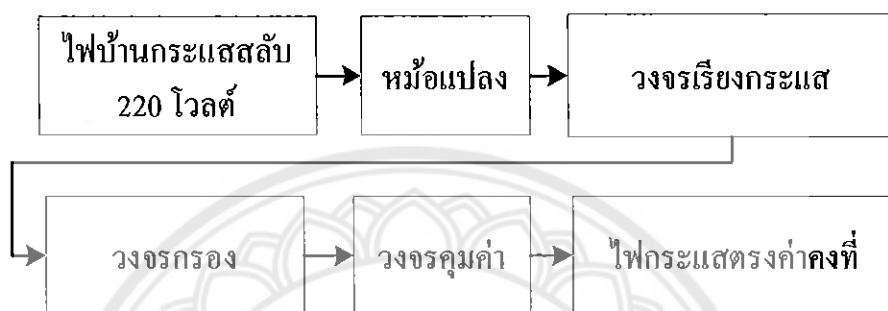 ไฟบ้านกระแสสลับ
220 โวลต์
หม้อแปลง
วงจรเรียงกระแส
วงจรกรอง
วงจรคุมค่า
ไฟกระแสตรงค่าคงที่